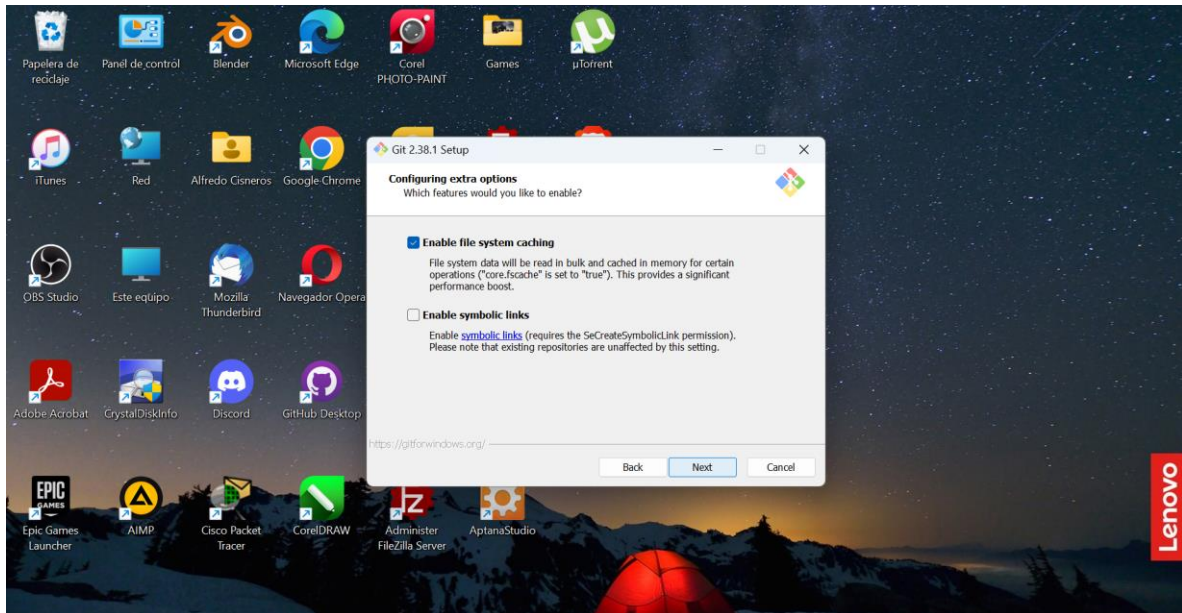 Papelera de
reciclaje
Panel de control
Blender
Microsoft Edge
Corel
PHOTO-PAINT
Games
µTorrent
iTunes
Red
Alfredo Cisneros
Google Chrome
Git 2.38.1 Setup
Configuring extra options
Which features would you like to enable?
Enable file system caching
File system data will be read in bulk and cached in memory for certain
operations ("core.fscache" is set to "true"). This provides a significant
performance boost.
Enable symbolic links
Enable symbolic links (requires the SeCreateSymbolicLink permission).
Please note that existing repositories are unaffected by this setting.
https://gitforwindows.org/
Back
Next
Cancel
OBS Studio
Este equipo
Mozilla
Thunderbird
Navegador Opera
Adobe Acrobat
CrystalDiskInfo
Discord
GitHub Desktop
EPIC
GAMES
Epic Games
Launcher
AIMP
Cisco Packet
Tracer
CorelDRAW
Administer
FileZilla Server
AptanaStudio
Lenovo